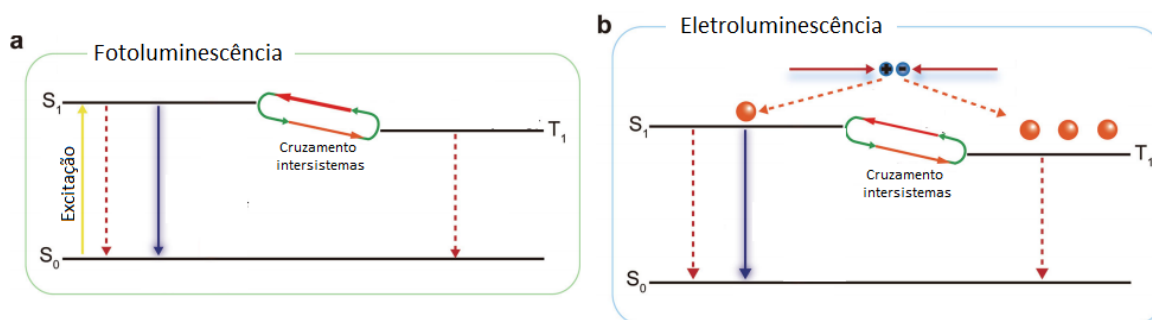 a
Fotoluminescência
S1
T1
Excitação
Cruzamento
intersistemas
S0
b
Eletroluminescência
+ -
S1
T1
Cruzamento
intersistemas
S0